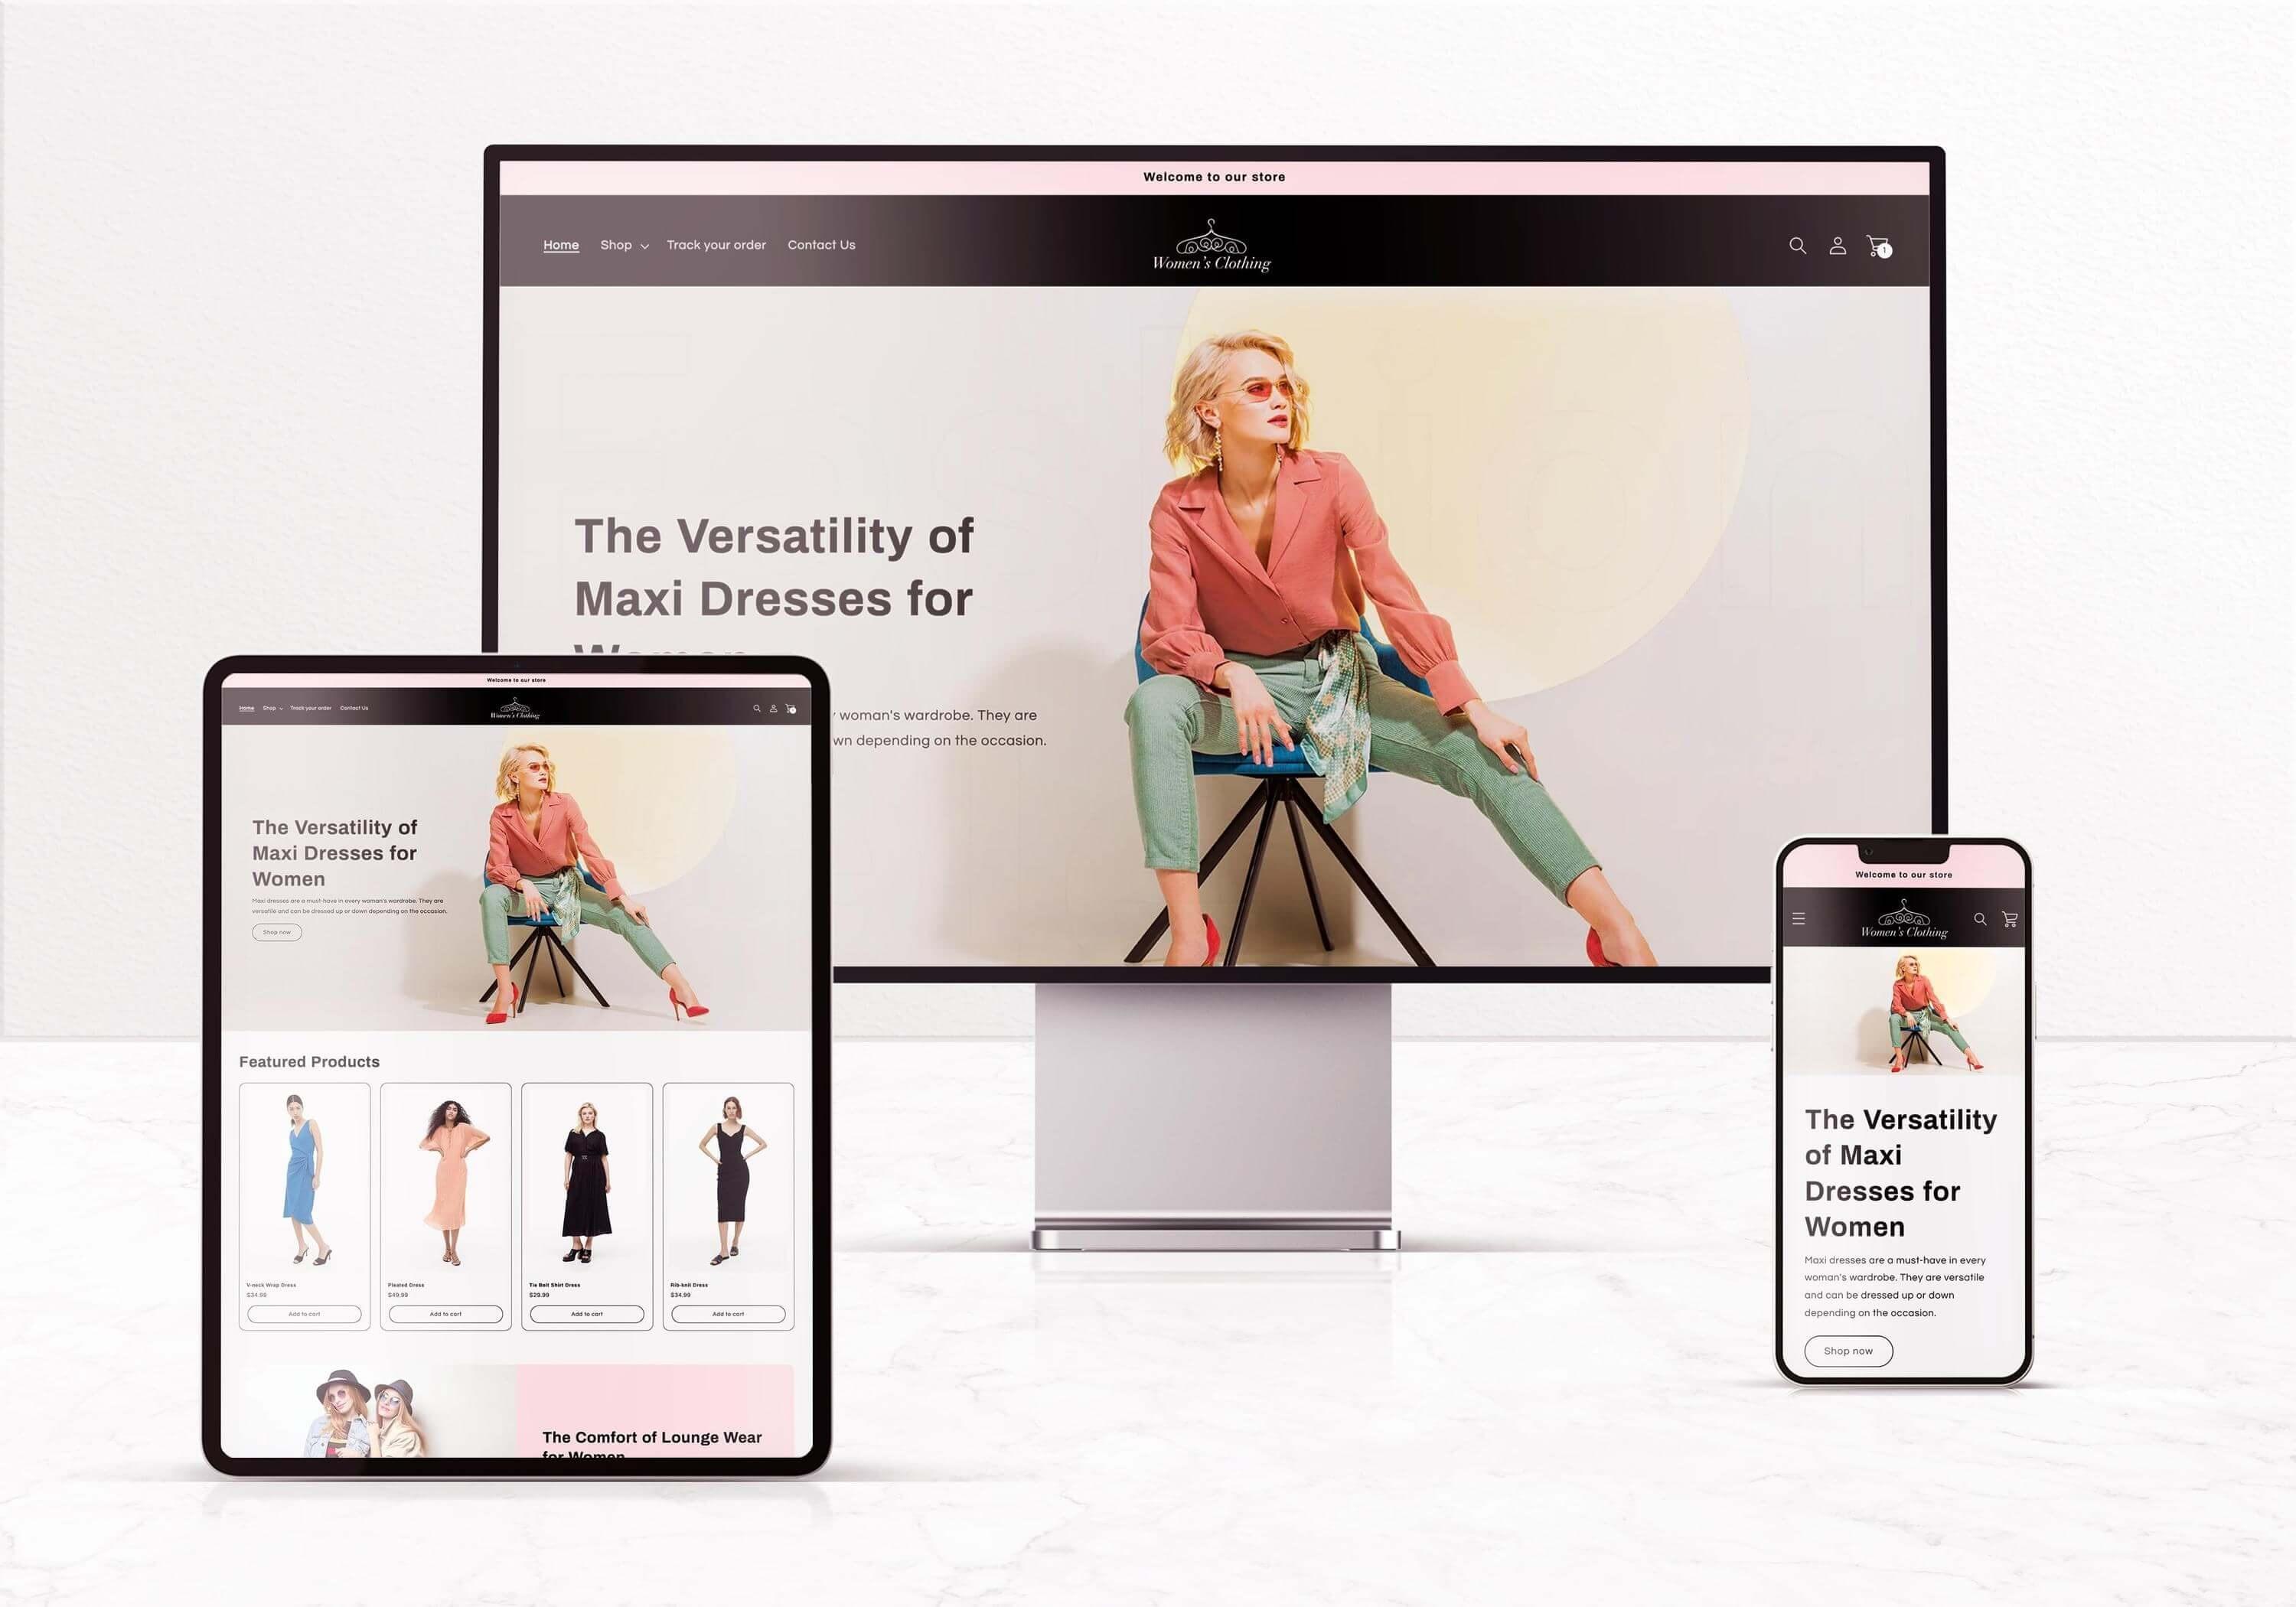 Welcome to our store
Home Shop Track your order Contact Us
Women's Clothing
1
The Versatility of
Maxi Dresses for
Women
woman's wardrobe. They are
wn depending on the occasion.
Welcome to our store
Home Shop Track your order Contact Us
Women's Clothing
The Versatility of
Maxi Dresses for
Women
Maxi dresses are a must-have in every woman's wardrobe. They are
versatile and can be dressed up or down depending on the occasion.
Shop now
Featured Products
V-neck Wrap Dress
$34.99
Add to cart
Pleated Dress
$49.99
Add to cart
Tie Belt Shirt Dress
$29.99
Add to cart
Rib-knit Dress
$34.99
Add to cart
The Comfort of Lounge Wear
for Women
Welcome to our store
Women's Clothing
The Versatility
of Maxi
Dresses for
Women
Maxi dresses are a must-have in every
woman's wardrobe. They are versatile
and can be dressed up or down
depending on the occasion.
Shop now